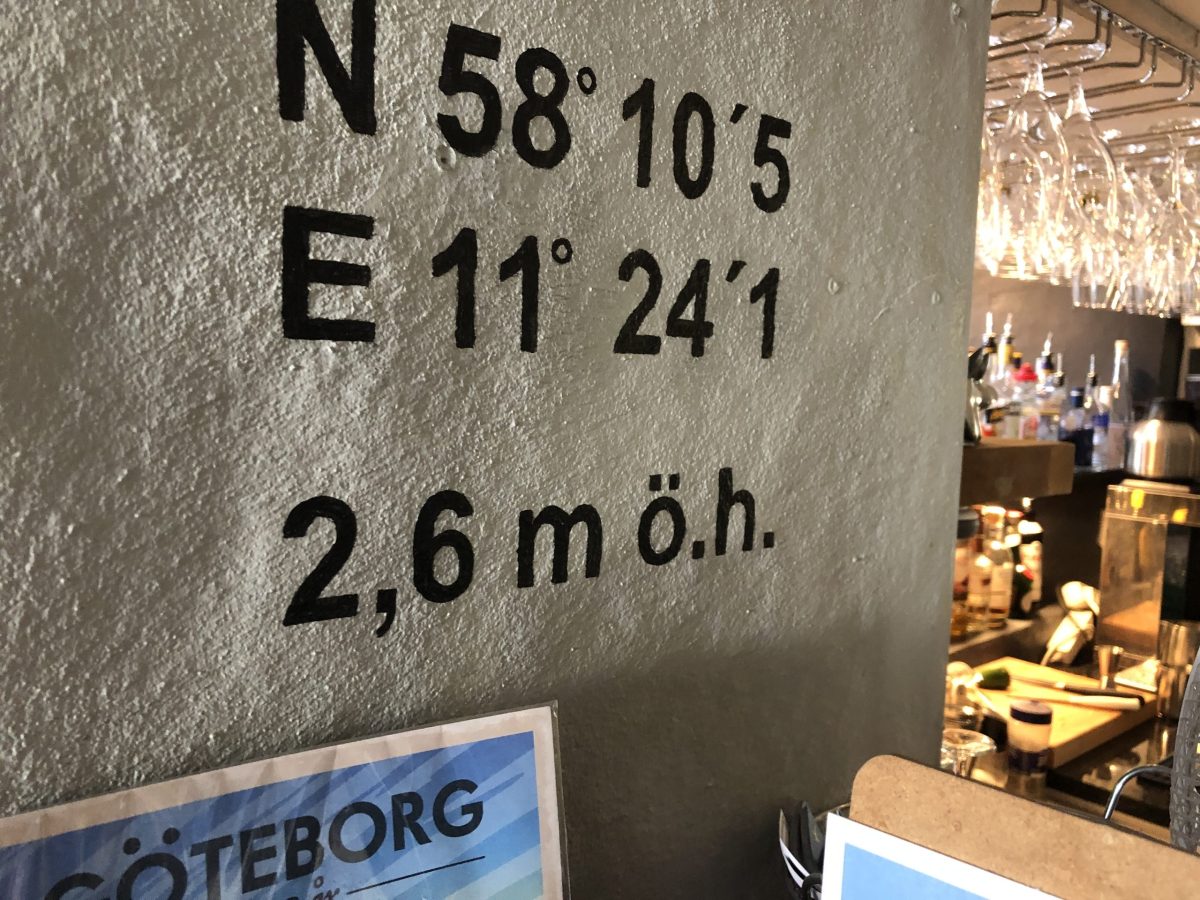 N 58° 10´5
E 11° 24´1
2,6 m ö.h.
GÖTEBORG